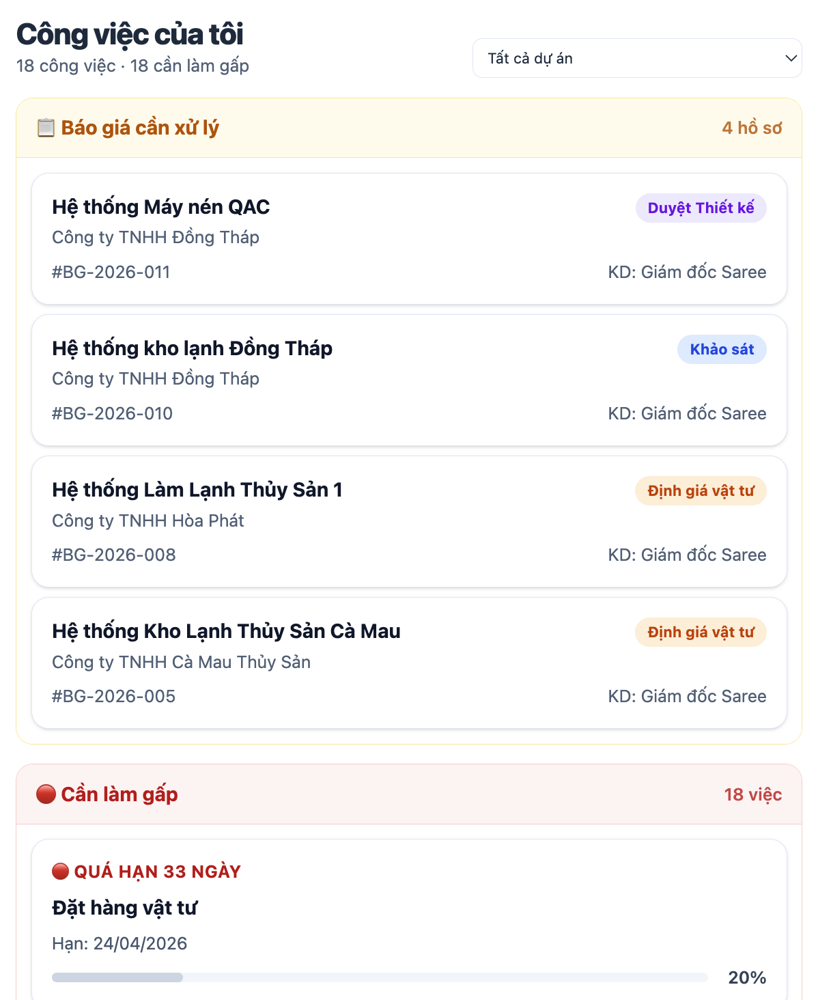 Công việc của tôi
18 công việc · 18 cần làm gấp
Tất cả dự án
Báo giá cần xử lý
4 hồ sơ
Hệ thống Máy nén QAC
Duyệt Thiết kế
Công ty TNHH Đồng Tháp
#BG-2026-011
KD: Giám đốc Saree
Hệ thống kho lạnh Đồng Tháp
Khảo sát
Công ty TNHH Đồng Tháp
#BG-2026-010
KD: Giám đốc Saree
Hệ thống Làm Lạnh Thủy Sản 1
Định giá vật tư
Công ty TNHH Hòa Phát
#BG-2026-008
KD: Giám đốc Saree
Hệ thống Kho Lạnh Thủy Sản Cà Mau
Định giá vật tư
Công ty TNHH Cà Mau Thủy Sản
#BG-2026-005
KD: Giám đốc Saree
Cần làm gấp
18 việc
QUÁ HẠN 33 NGÀY
Đặt hàng vật tư
Hạn: 24/04/2026
20%